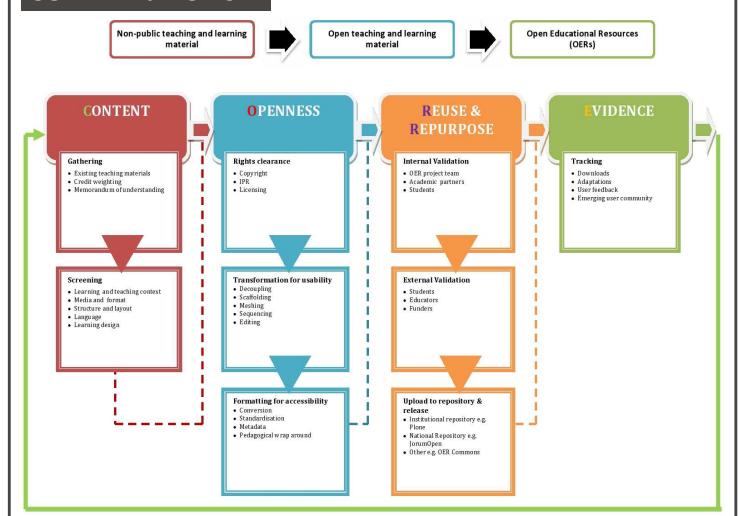 Non-public teaching and learning
material
Open teaching and learning
material
Open Educational Resources
(OERs)
CONTENT
Gathering
• Existing teaching materials
• Credit weighting
• Memorandum of understanding
Screening
• Learning and teaching context
• Media and format
• Structure and layout
• Language
• Learning design
OPENNESS
Rights clearance
• Copyright
• IPR
• Licensing
Transformation for usability
• Decoupling
• Scaffolding
• Meshing
• Sequencing
• Editing
Formatting for accessibility
• Conversion
• Standardisation
• Metadata
• Pedagogical wrap around
REUSE &
REPURPOSE
Internal Validation
• OER project team
• Academic partners
• Students
External Validation
• Students
• Educators
• Funders
Upload to repository &
release
• Institutional repository e.g.
Plone
• National Repository e.g.
JorumOpen
• Other e.g. OER Commons
EVIDENCE
Tracking
• Downloads
• Adaptations
• User feedback
• Emerging user community